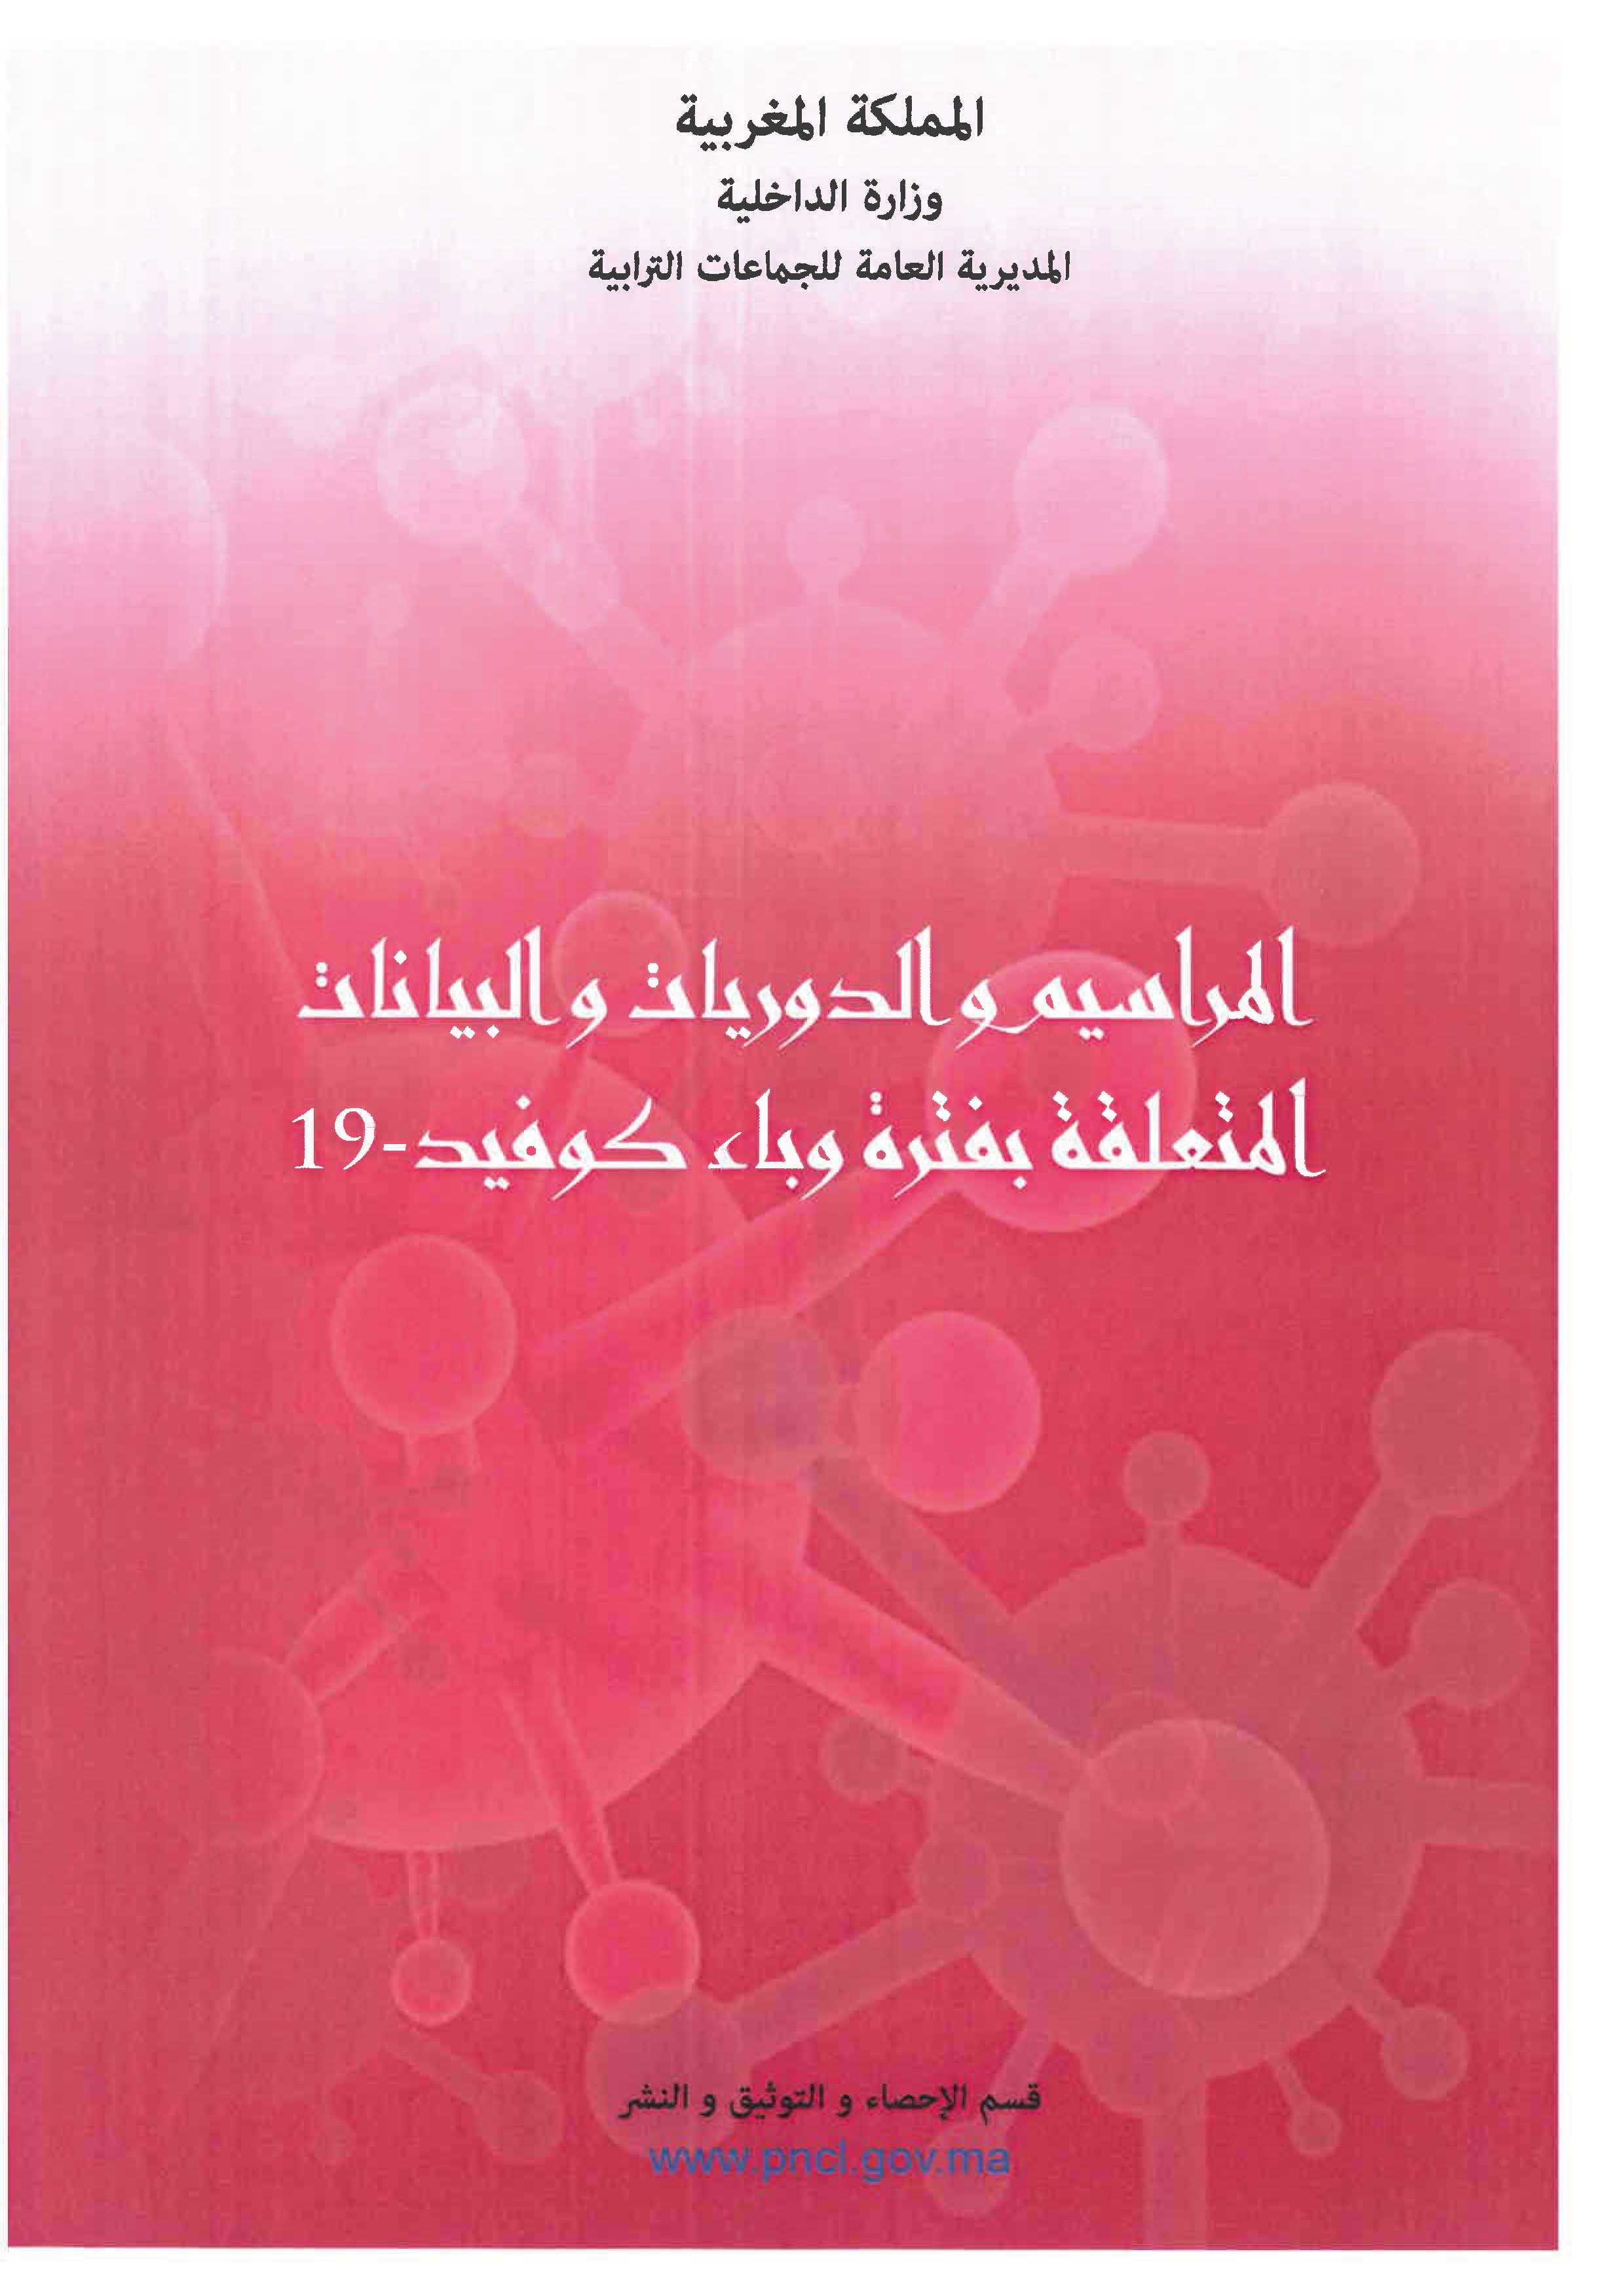 المملكة المغربية
وزارة الداخلية
المديرية العامة للجماعات الترابية
المراسيم والدوريات والبيانات
المتعلقة بفترة وباء كوفيد-19
قسم الإحصاء و التوثيق و النشر
www.pncl.gov.ma